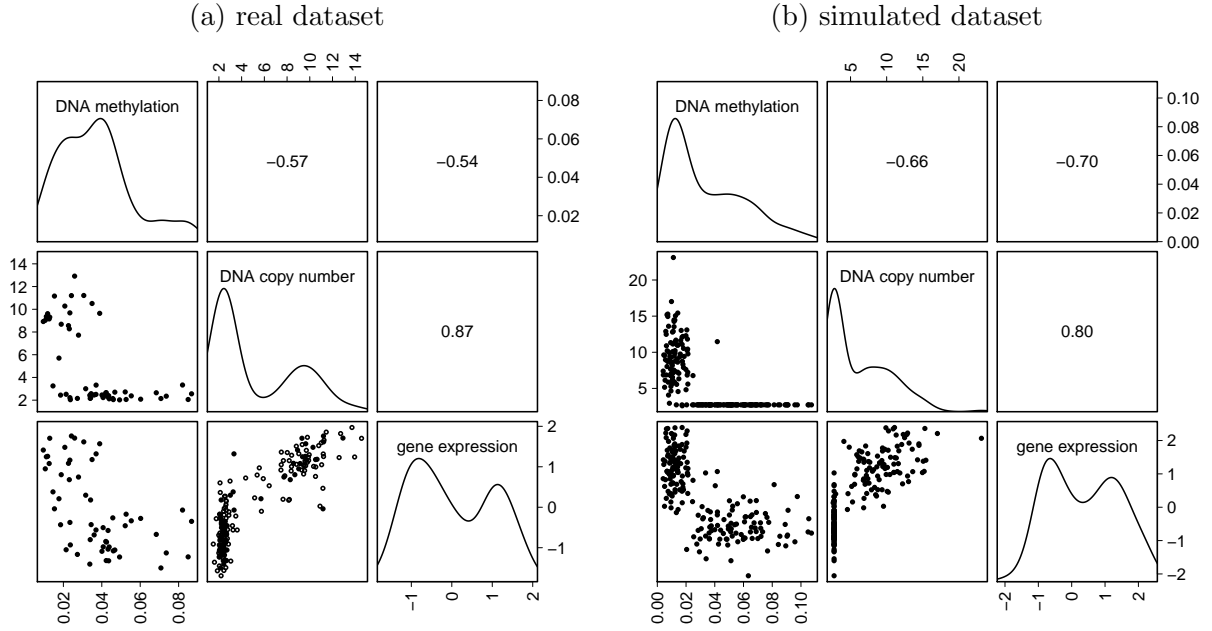 (a) real dataset
(b) simulated dataset
2 4 6 8 10 12 14
5 10 15 20
DNA methylation
−0.57
−0.54
0.08
0.06
0.04
0.02
DNA methylation
−0.66
−0.70
0.10
0.08
0.06
0.04
0.02
0.00
14
12
10
8
6
4
2
DNA copy number
0.87
20
15
10
5
DNA copy number
0.80
gene expression
2
1
0
−1
gene expression
2
1
0
−1
−2
0.02 0.04 0.06 0.08
−1 0 1 2
0.00 0.02 0.04 0.06 0.08 0.10
−2 −1 0 1 2